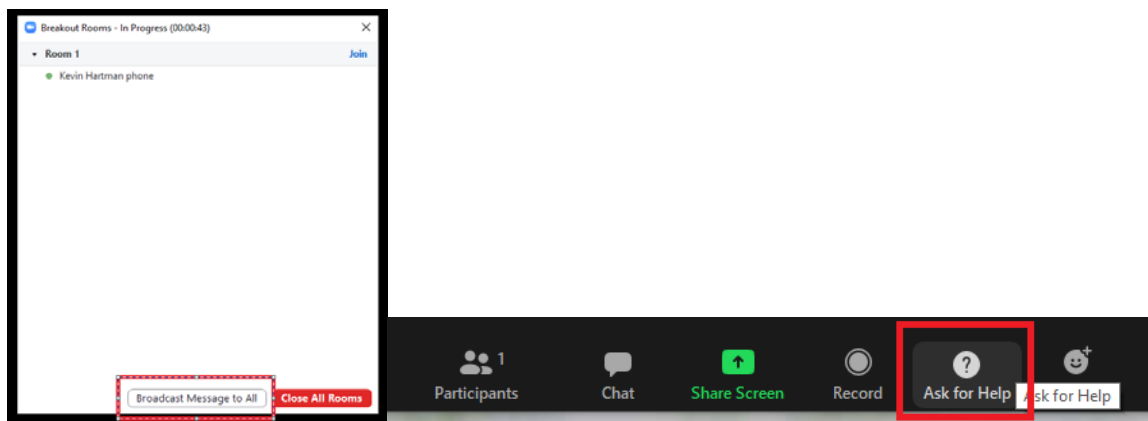 Breakout Rooms - In Progress (00:00:43)
Room 1 Join
Kevin Hartman phone
Broadcast Message to All Close All Rooms
1
Participants Chat Share Screen Record Ask for Help
Ask for Help